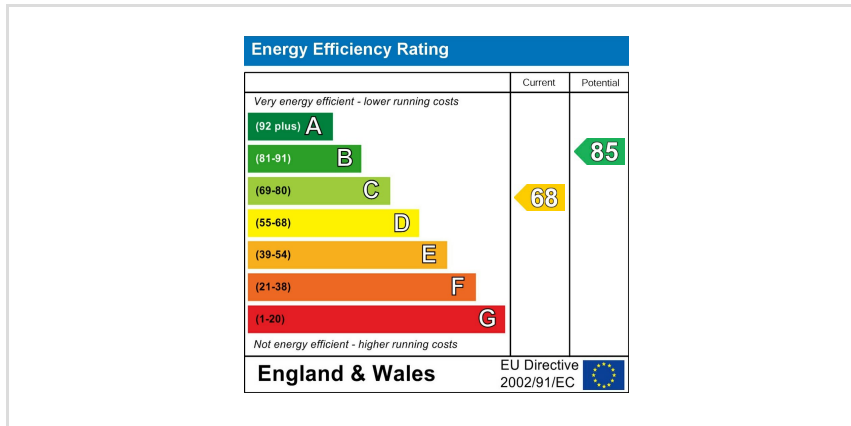 Energy Efficiency Rating
Current Potential
Very energy efficient - lower running costs
(92 plus) A
(81-91) B
85
(69-80) C
68
(55-68) D
(39-54) E
(21-38) F
(1-20) G
Not energy efficient - higher running costs
England & Wales
EU Directive
2002/91/EC